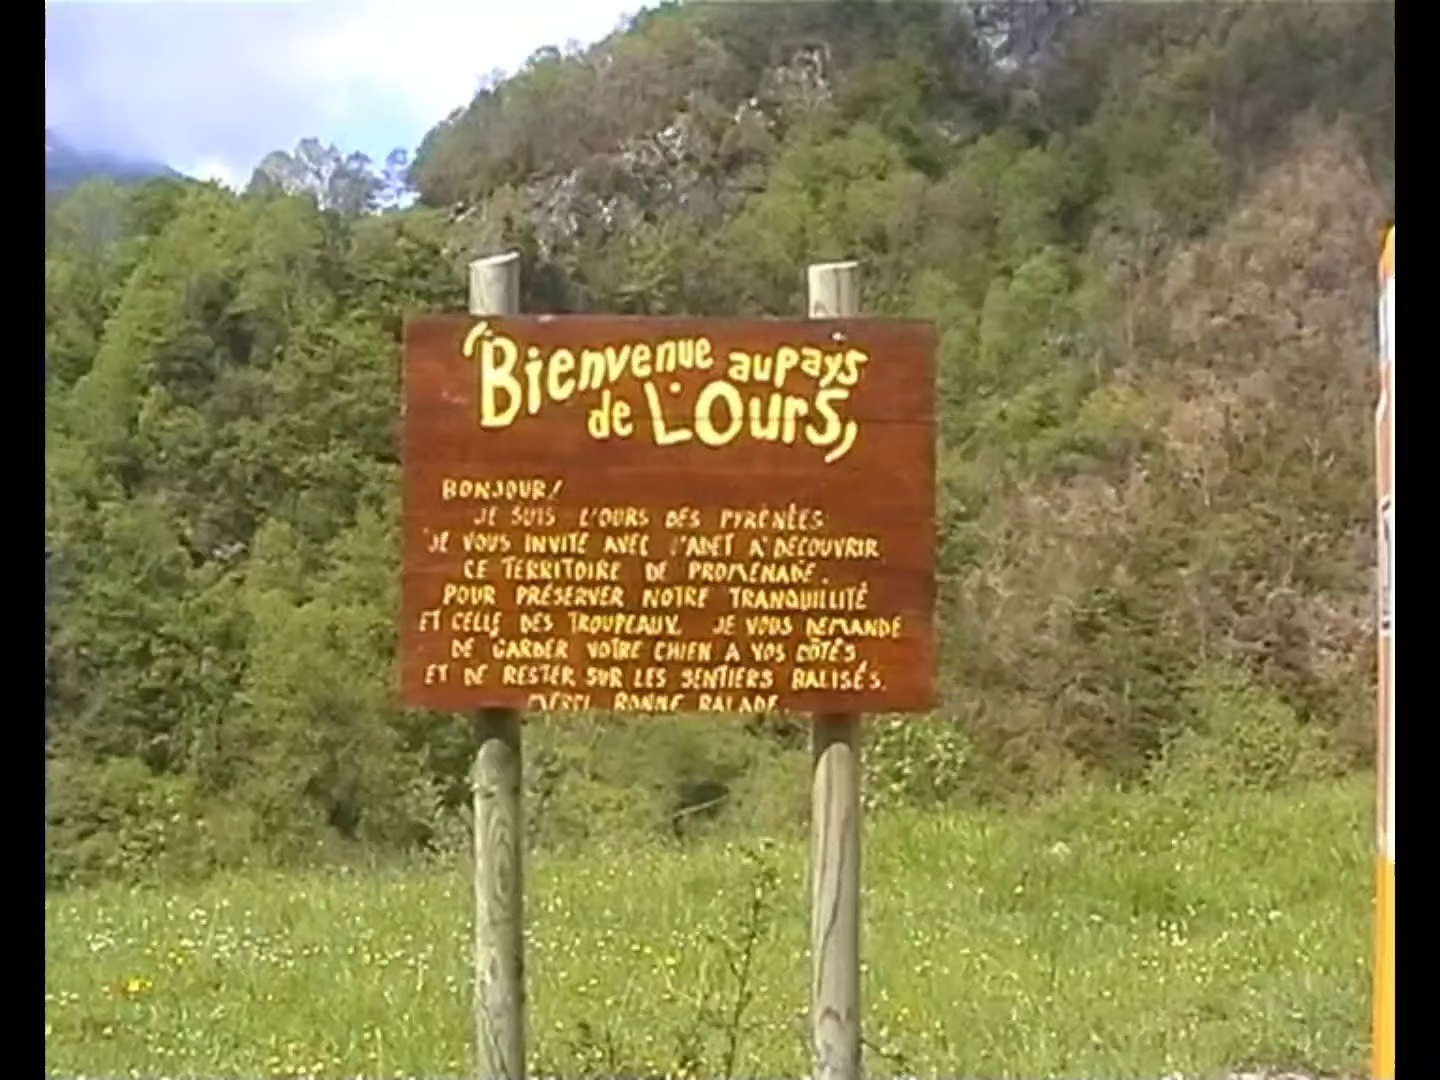 "Bienvenue au pays
de L'Ours,
BONJOUR!
JE SUIS L'OURS DES PYRÉNÉES
JE VOUS INVITE AVEC À DÉCOUVRIR
CE TERRITOIRE DE PROMENADE.
POUR PRÉSERVER NOTRE TRANQUILLITÉ
ET CELLE DES TROUPEAUX. JE VOUS DEMANDE
DE GARDER VOTRE CHIEN A VOS CÔTÉS
ET DE RESTER SUR LES SENTIERS BALISÉS.
MERCI. BONNE BALADE.